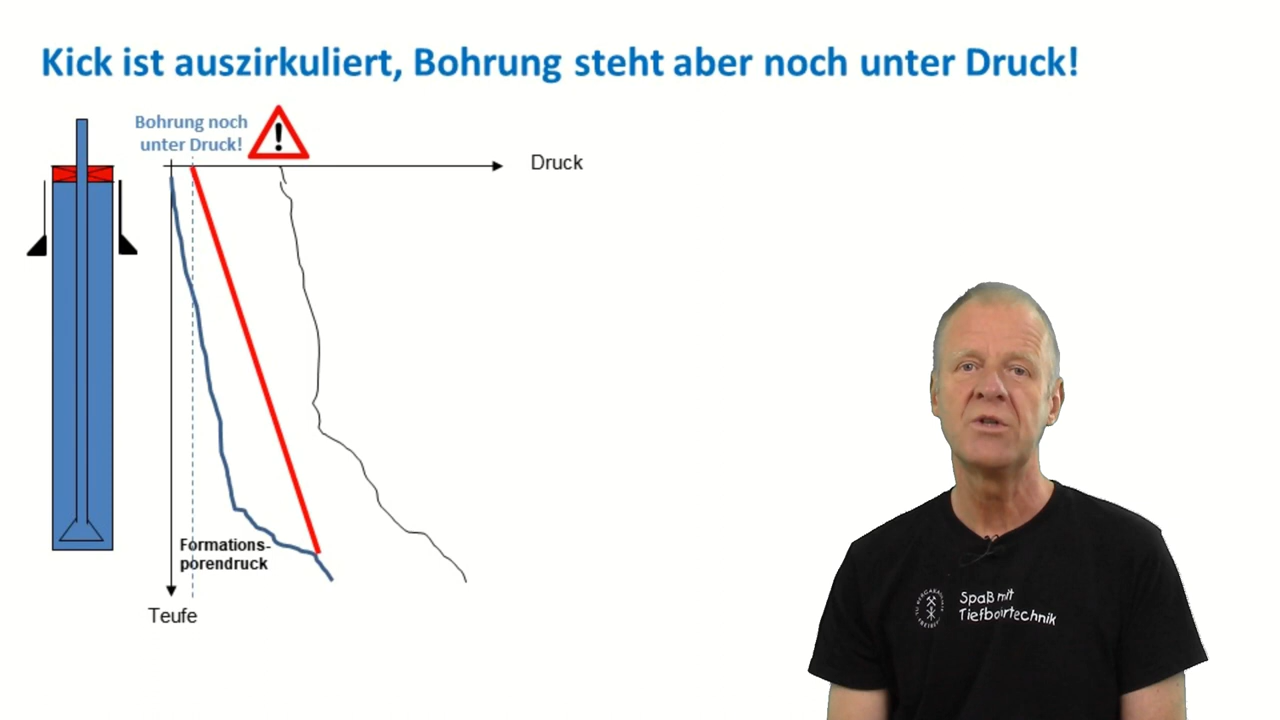 Kick ist auszirkuliert, Bohrung steht aber noch unter Druck!
Bohrung noch
unter Druck!
!
Druck
Formations-
porendruck
Teufe
Spaß mit
Tiefbohrtechnik